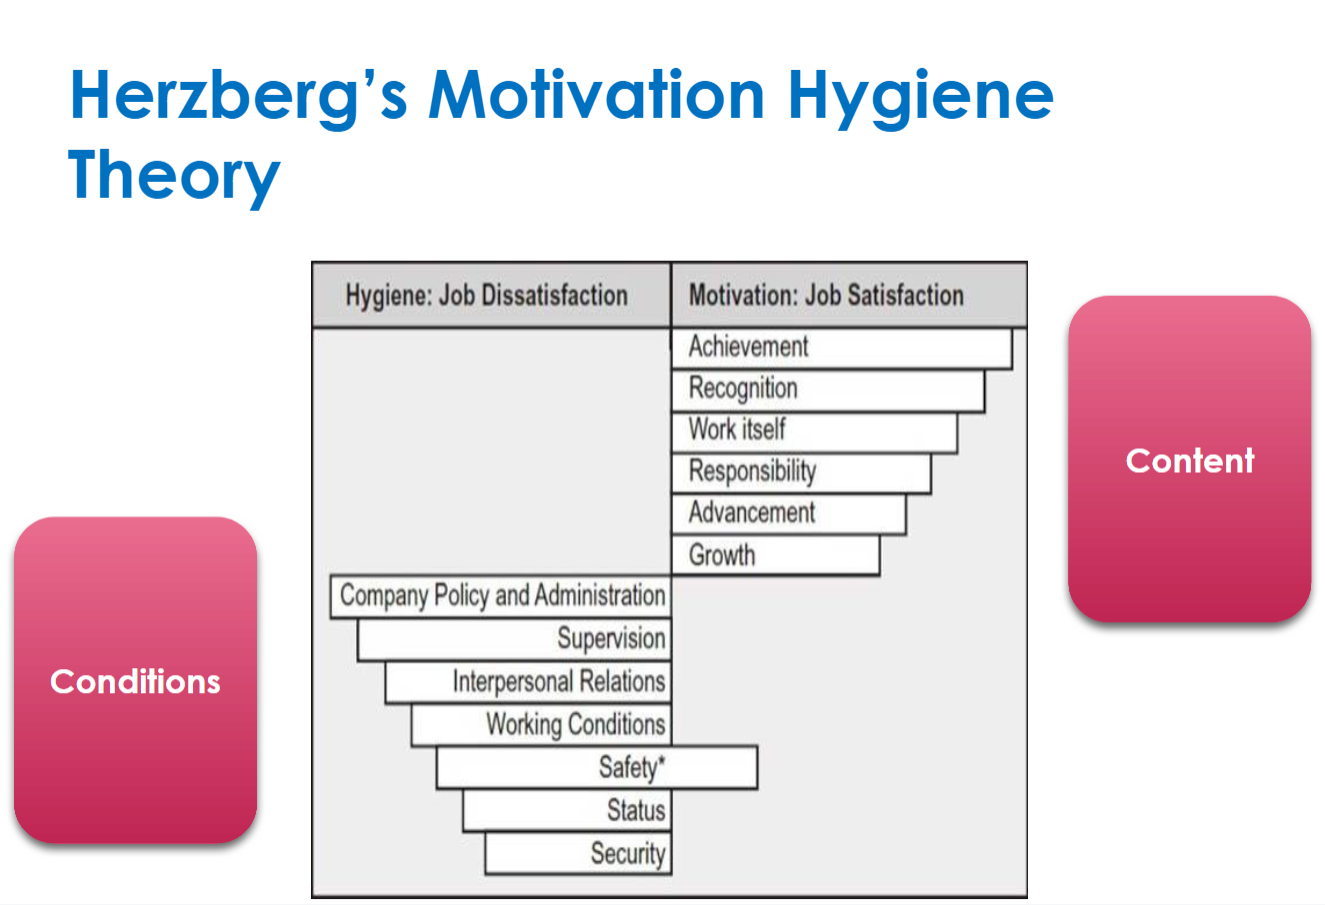 Herzberg’s Motivation Hygiene
Theory
Hygiene: Job Dissatisfaction
Motivation: Job Satisfaction
Achievement
Recognition
Work itself
Responsibility
Advancement
Growth
Content
Company Policy and Administration
Supervision
Interpersonal Relations
Working Conditions
Safety*
Status
Security
Conditions